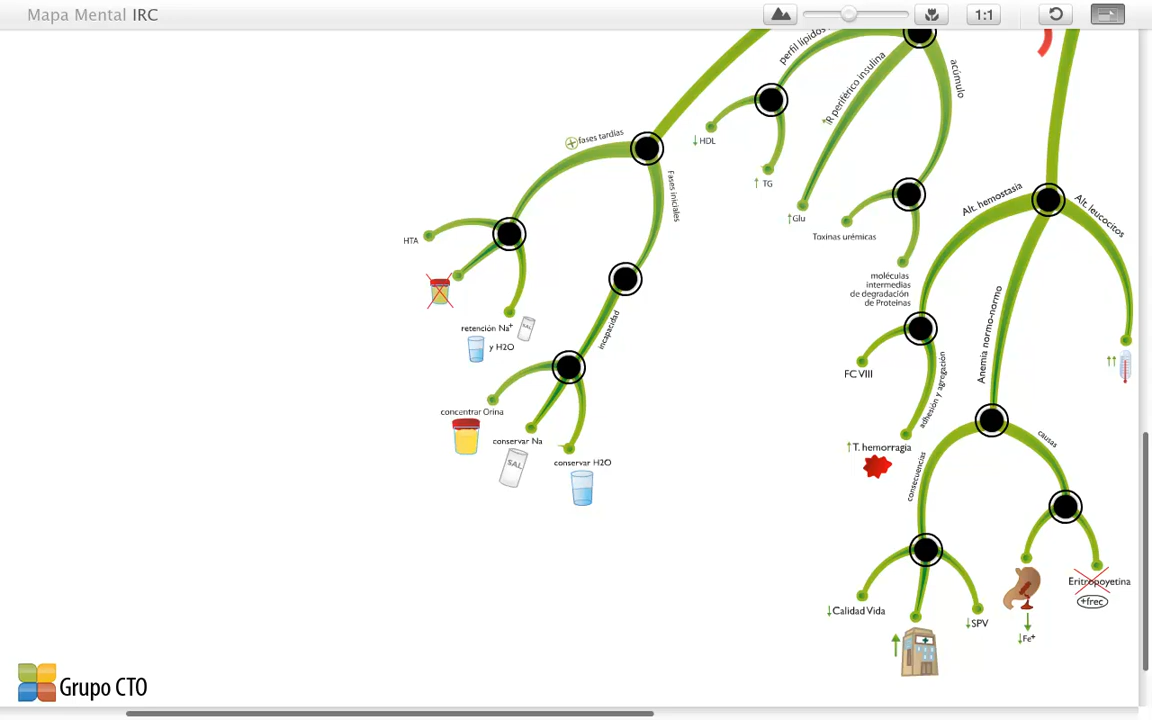 Mapa Mental IRC
1:1
perfil lípidos
↑R periférico insulina
acúmulo
↓ HDL
↑ TG
↑Glu
Toxinas urémicas
moléculas
intermedias
de degradación
de Proteinas
+ fases tardías
Fases iniciales
HTA
retención Na+
y H2O
SAL
incapacidad
concentrar Orina
conservar Na
SAL
conservar H2O
Alt. hemostasia
Alt. leucocitos
Anemia normo-normo
FC VIII
adhesión y agregación
↑T. hemorragia
↑↑
consecuencias
causas
↓Calidad Vida
↓SPV
Eritropoyetina
+frec
↓Fe+
Grupo CTO